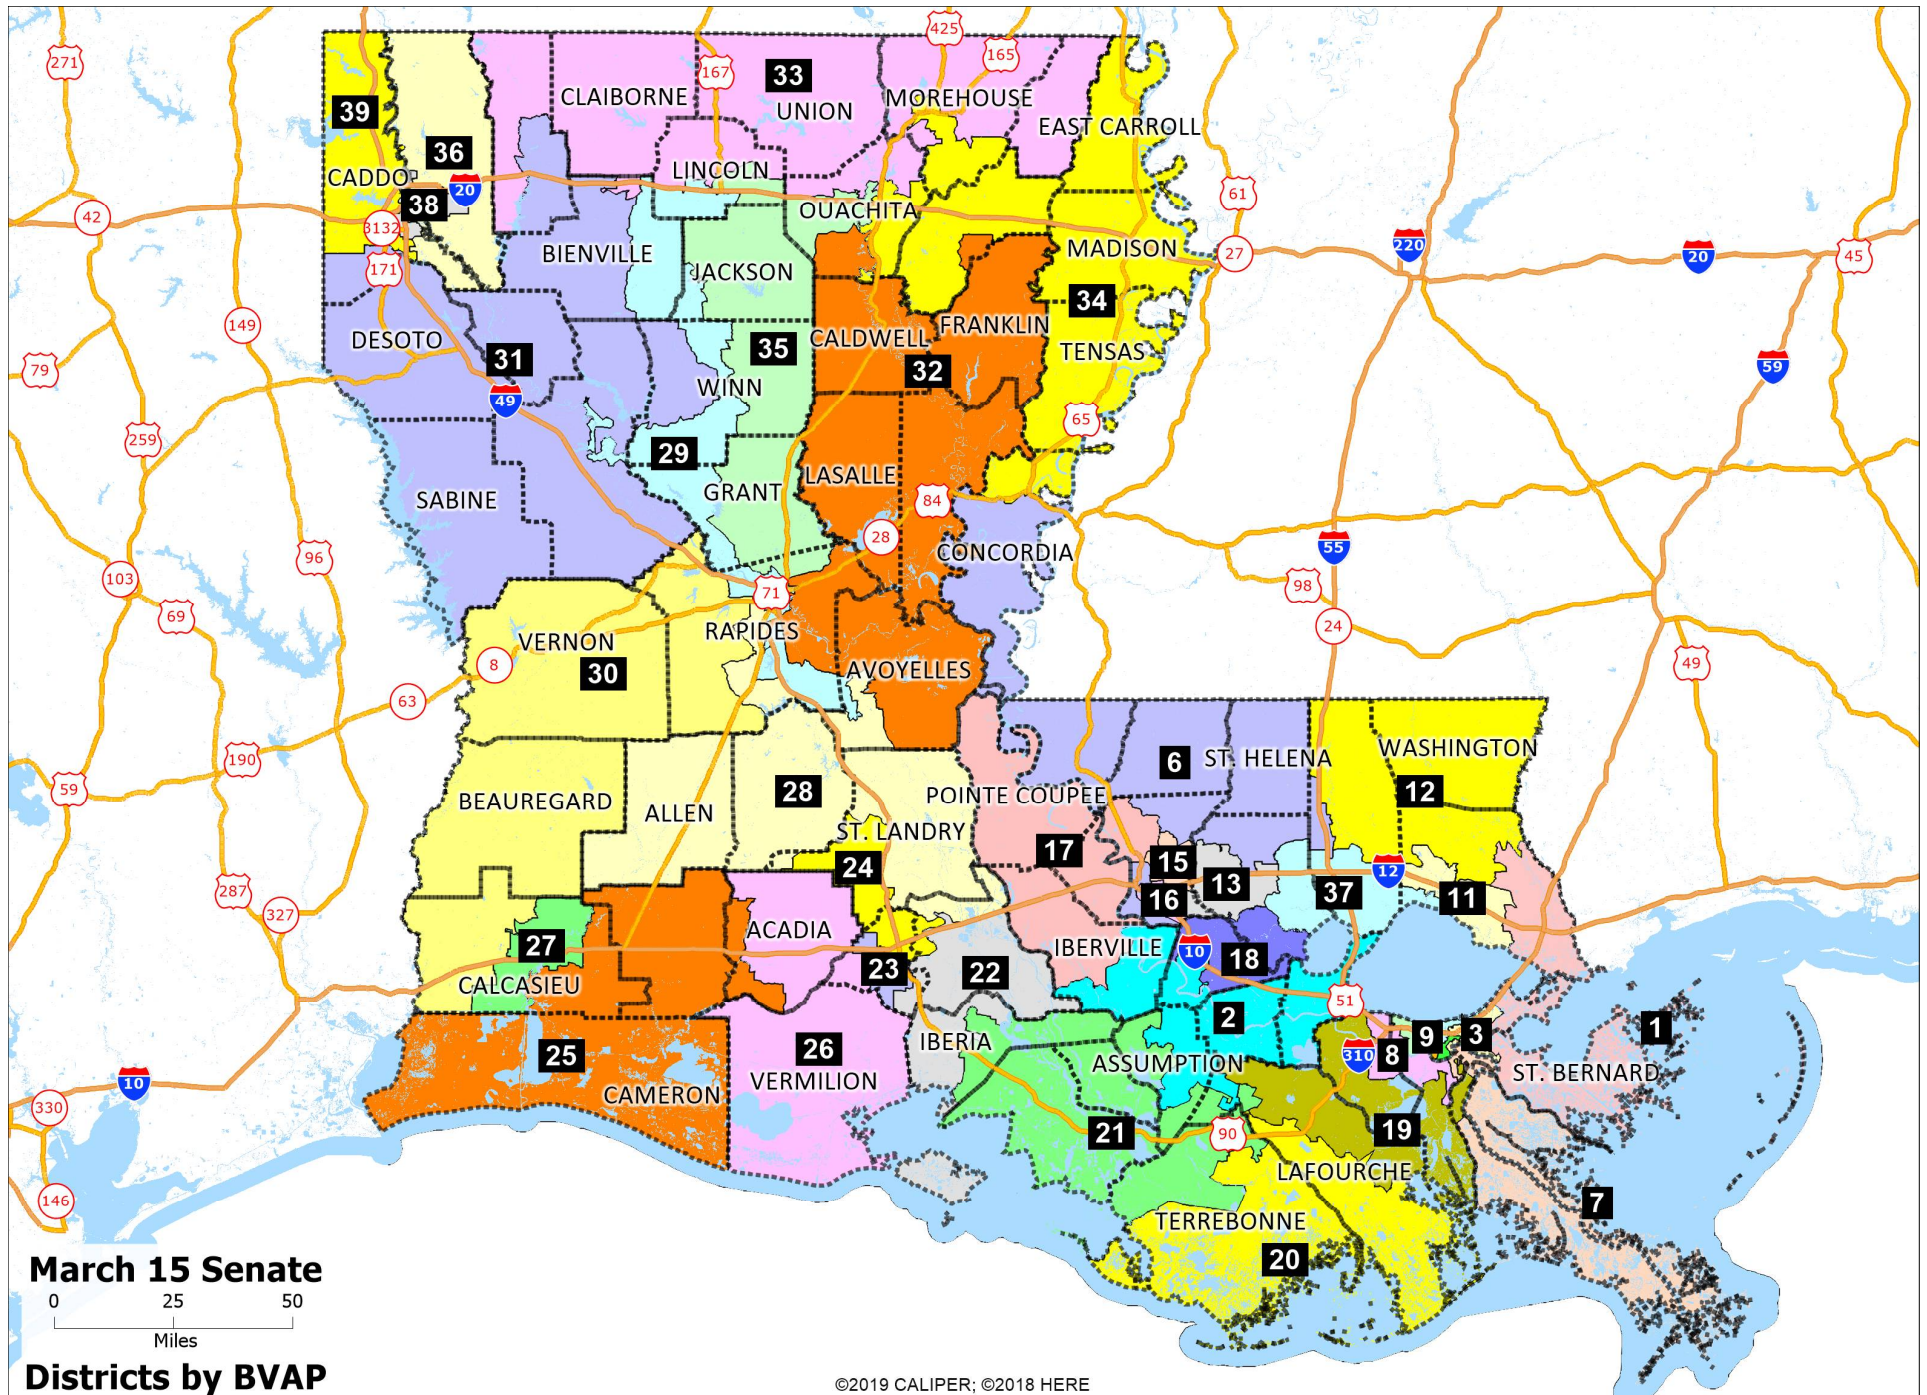 425
271
165
167
33
CLAIBORNE
UNION
MOREHOUSE
39
EAST CARROLL
36
LINCOLN
CADDO
20
61
38
42
OUACHITA
3132
MADISON
220
27
20
45
BIENVILLE
171
JACKSON
34
149
FRANKLIN
DESOTO
CALDWELL
35
TENSAS
31
79
32
59
WINN
49
65
259
29
LASALLE
GRANT
SABINE
84
28
CONCORDIA
55
96
103
98
71
69
24
RAPIDES
VERNON
8
49
AVOYELLES
30
63
WASHINGTON
190
6
ST. HELENA
59
28
12
BEAUREGARD
POINTE COUPEE
ALLEN
ST. LANDRY
17
15
24
12
13
287
37
16
11
327
ACADIA
27
IBERVILLE
10
18
23
22
CALCASIEU
51
2
1
9
3
IBERIA
26
25
310
8
ASSUMPTION
ST. BERNARD
VERMILION
10
CAMERON
330
21
90
19
LAFOURCHE
146
7
TERREBONNE
20
March 15 Senate
0 25 50
Miles
Districts by BVAP
©2019 CALIPER; ©2018 HERE